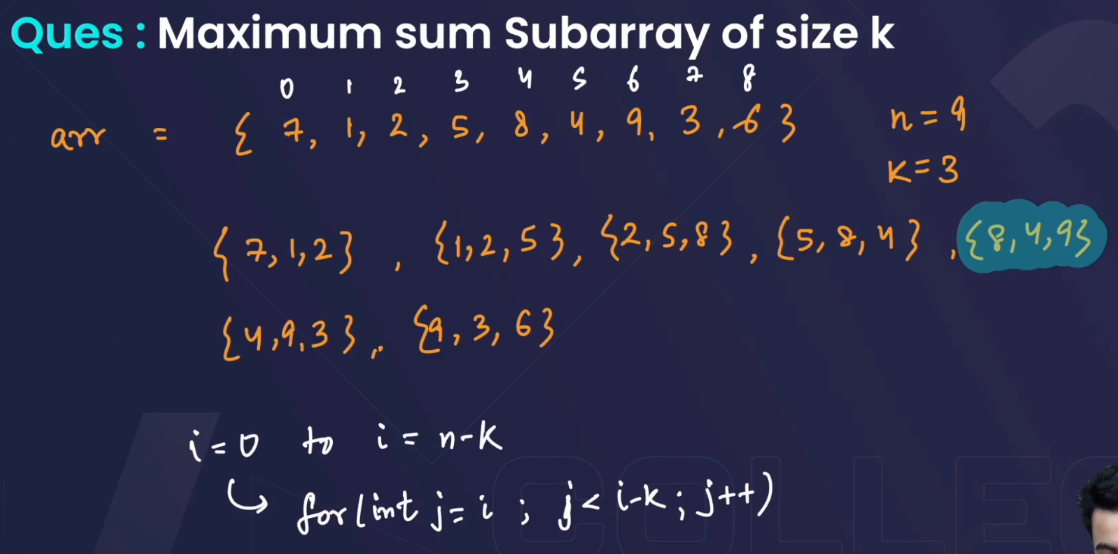 Ques : Maximum sum Subarray of size k
0 1 2 3 4 5 6 7 8
arr = { 7, 1, 2, 5, 8, 4, 9, 3, 6 } n = 9
K = 3
{ 7, 1, 2 } , { 1, 2, 5 }, { 2, 5, 8 }, { 5, 8, 4 } , { 8, 4, 9 }
{ 4, 9, 3 } , { 9, 3, 6 }
i = 0 to i = n-K
↳ for(int j = i ; j < i-k ; j++)
COLLEG